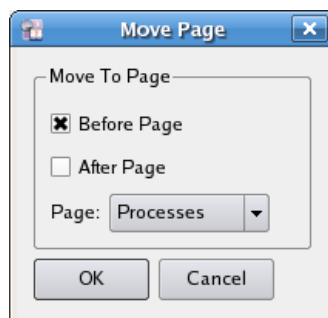 Move Page
Move To Page
Before Page
After Page
Page: Processes
OK Cancel